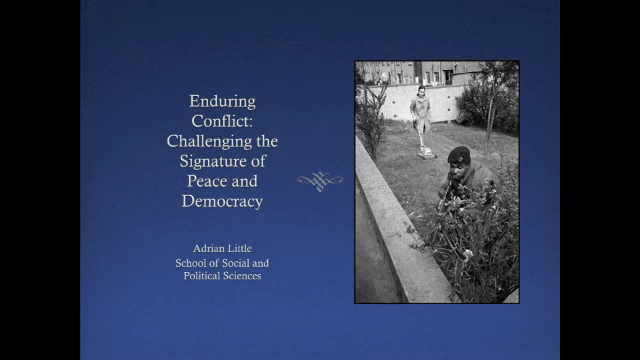 Enduring
Conflict:
Challenging the
Signature of
Peace and
Democracy
Adrian Little
School of Social and
Political Sciences